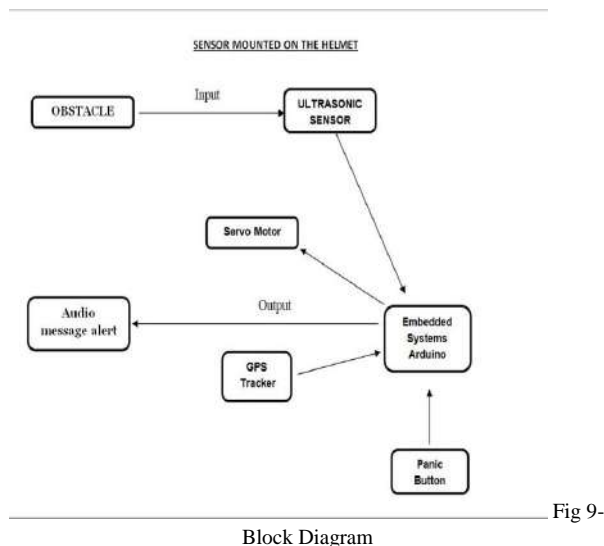 SENSOR MOUNTED ON THE HELMET
Input
OBSTACLE
ULTRASONIC
SENSOR
Servo Motor
Output
Audio
message alert
Embedded
Systems
Arduino
GPS
Tracker
Panic
Button
Fig 9-
Block Diagram